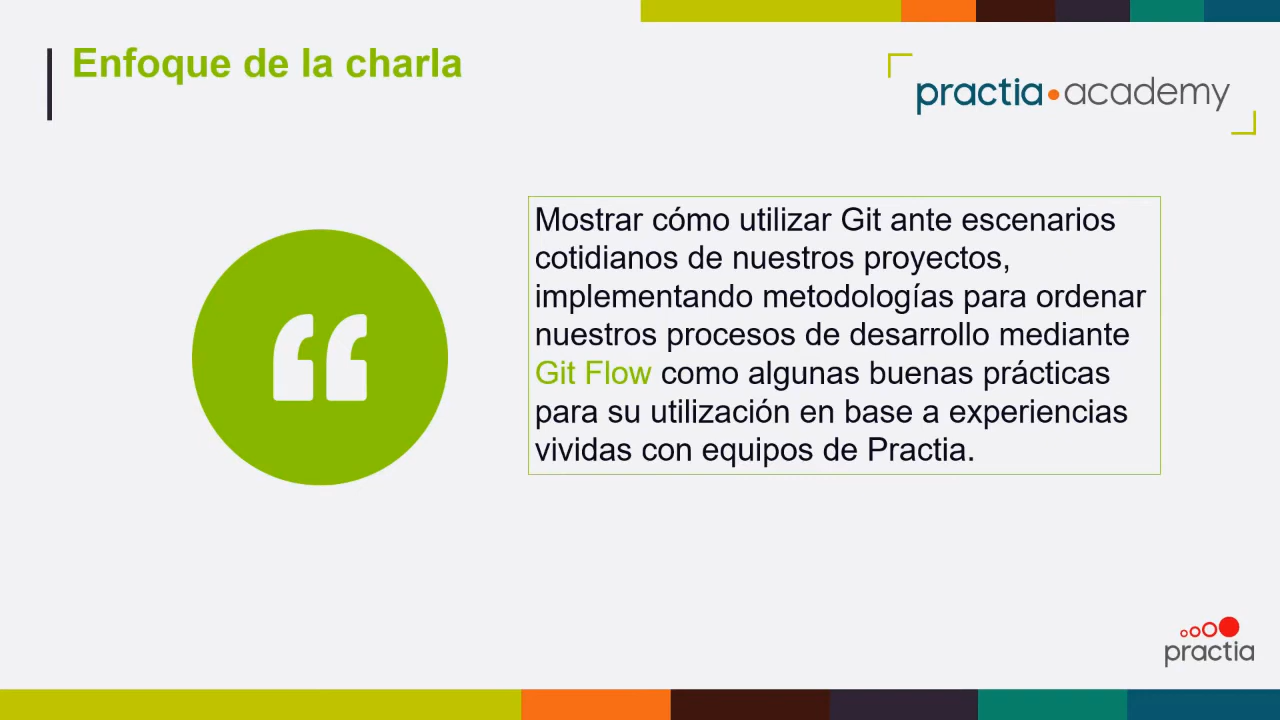 Enfoque de la charla
practia academy
Mostrar cómo utilizar Git ante escenarios
cotidianos de nuestros proyectos,
implementando metodologías para ordenar
nuestros procesos de desarrollo mediante
Git Flow como algunas buenas prácticas
para su utilización en base a experiencias
vividas con equipos de Practia.
practia